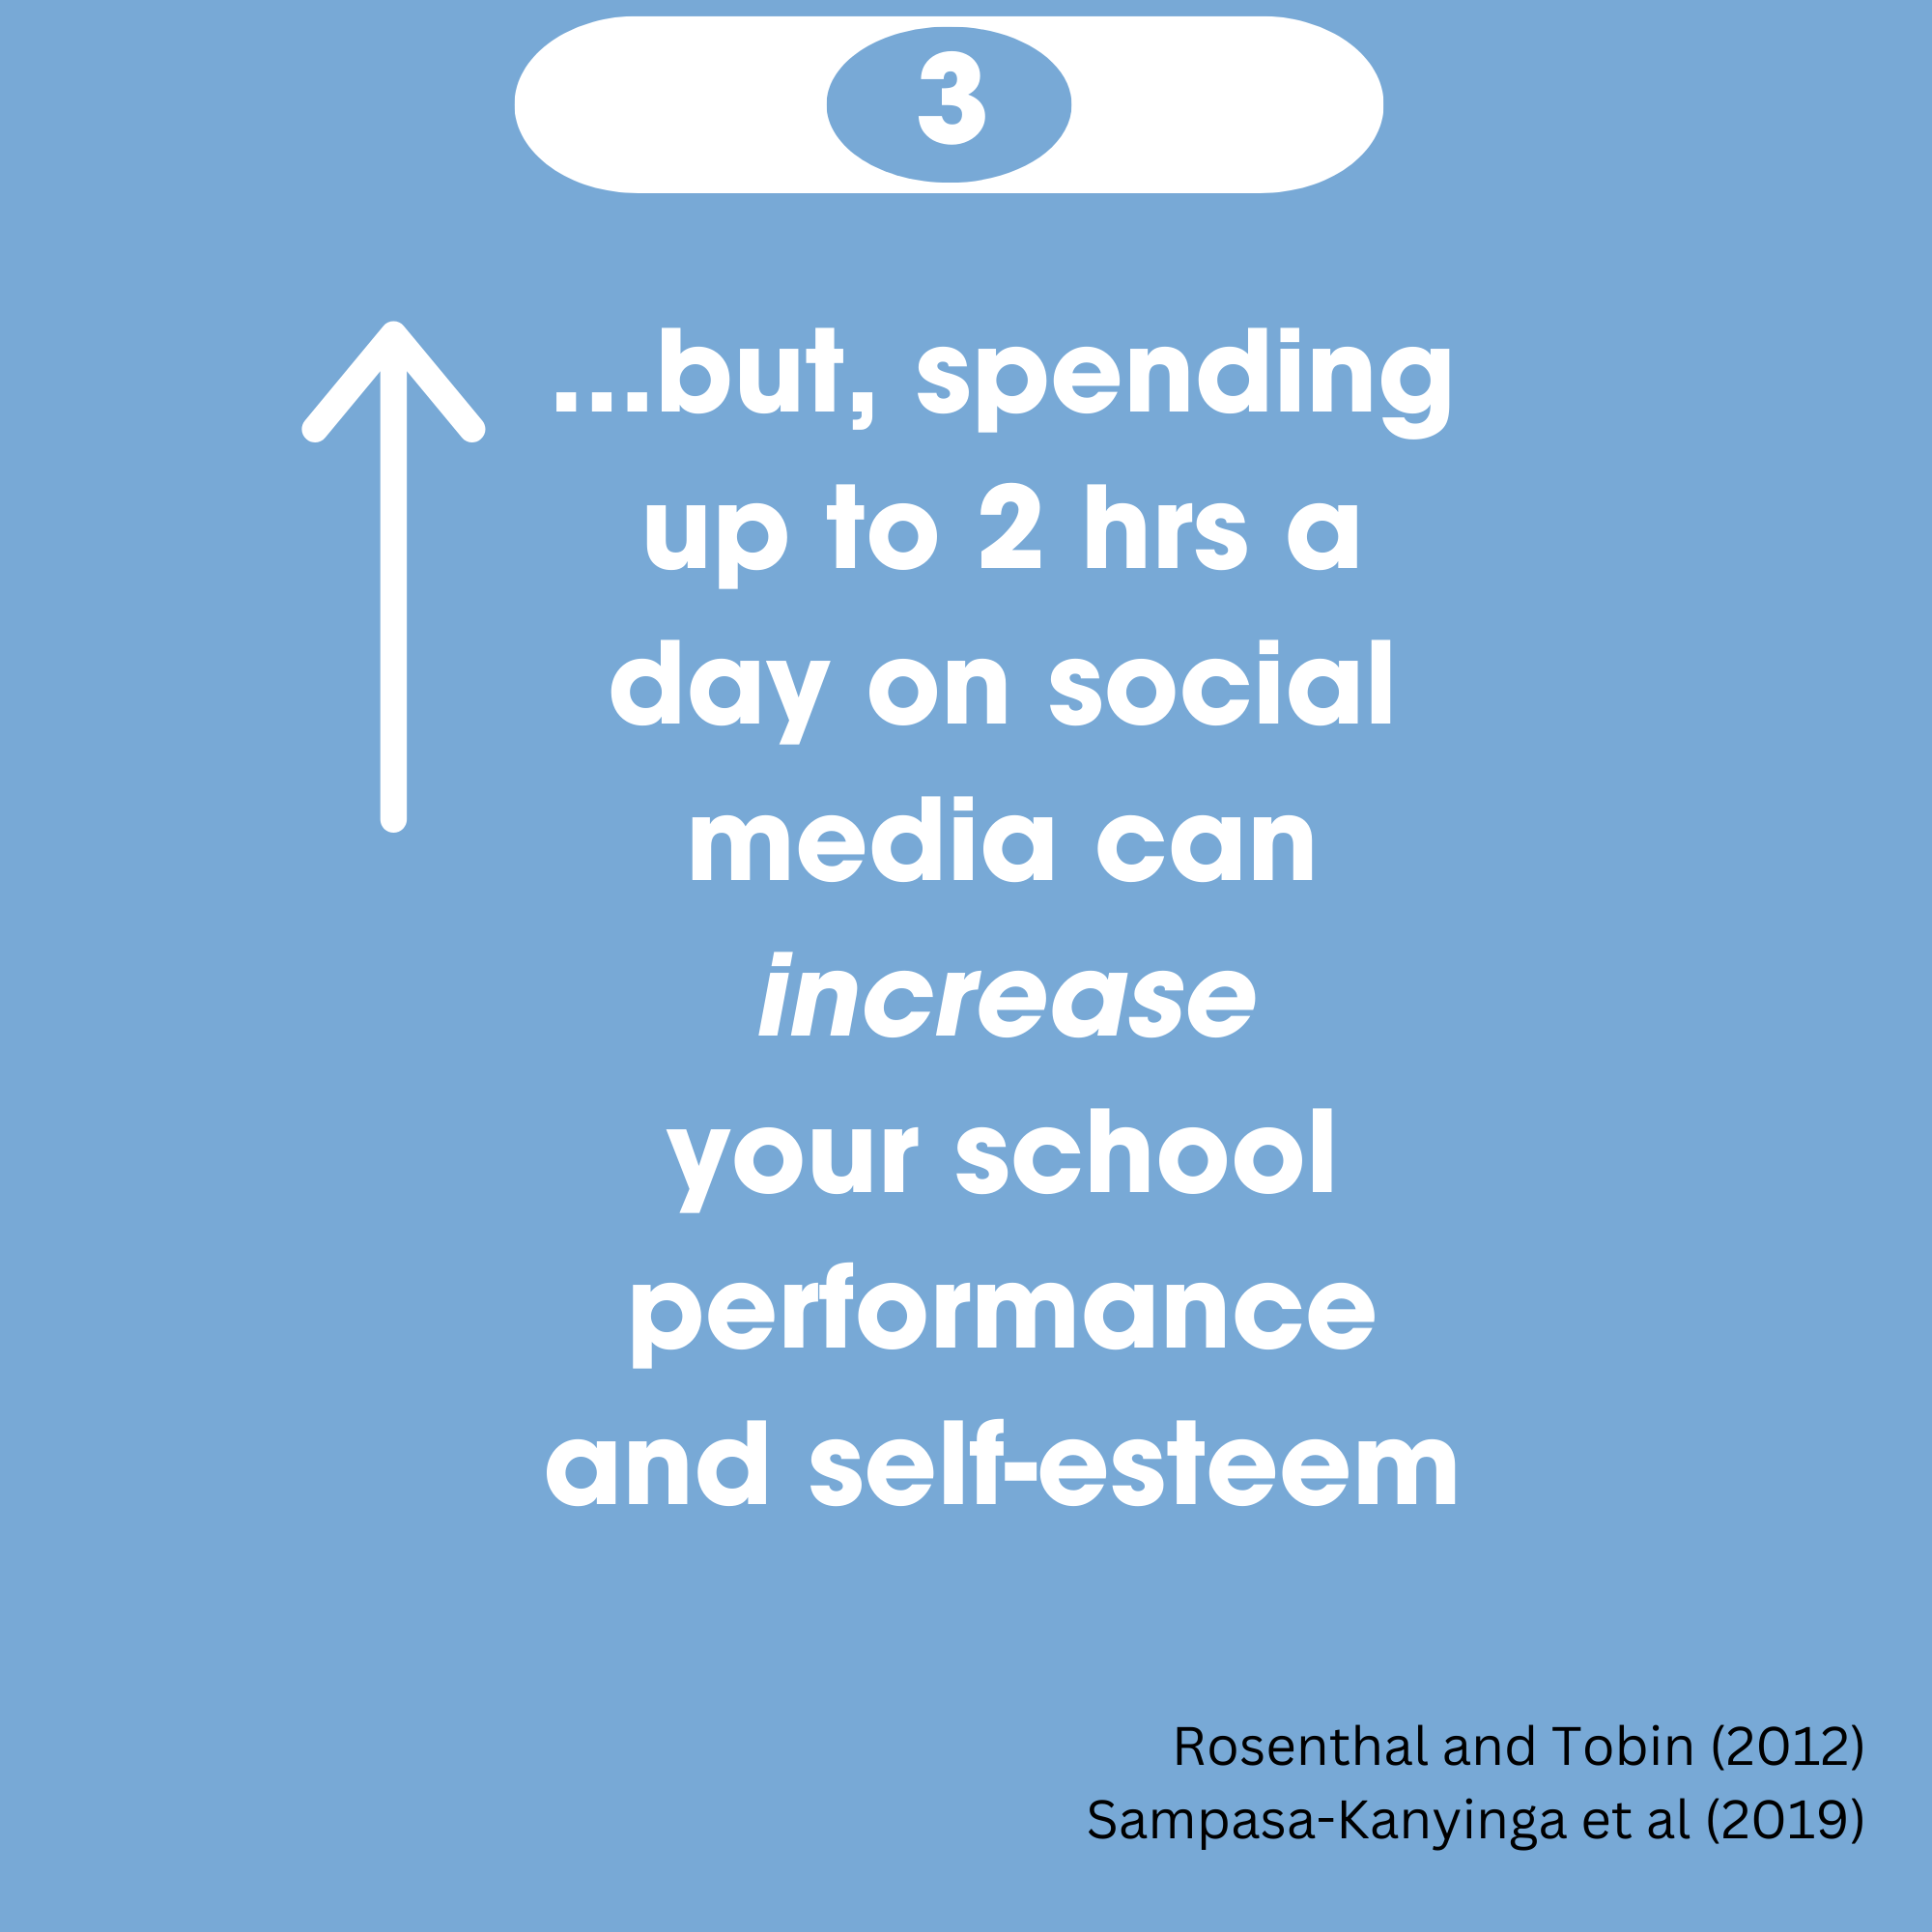 3
...but, spending
up to 2 hrs a
day on social
media can
increase
your school
performance
and self-esteem
Rosenthal and Tobin (2012)
Sampasa-Kanyinga et al (2019)